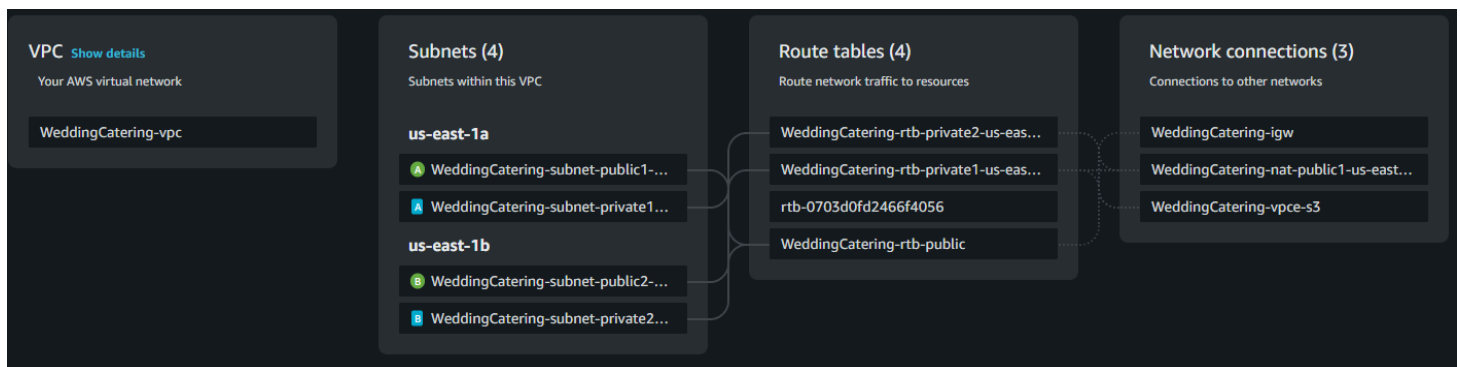 VPC Show details
Your AWS virtual network
WeddingCatering-vpc
Subnets (4)
Subnets within this VPC
us-east-1a
A WeddingCatering-subnet-public1-...
A WeddingCatering-subnet-private1...
us-east-1b
B WeddingCatering-subnet-public2-...
B WeddingCatering-subnet-private2...
Route tables (4)
Route network traffic to resources
WeddingCatering-rtb-private2-us-eas...
WeddingCatering-rtb-private1-us-eas...
rtb-0703d0fd2466f4056
WeddingCatering-rtb-public
Network connections (3)
Connections to other networks
WeddingCatering-igw
WeddingCatering-nat-public1-us-east...
WeddingCatering-vpce-s3